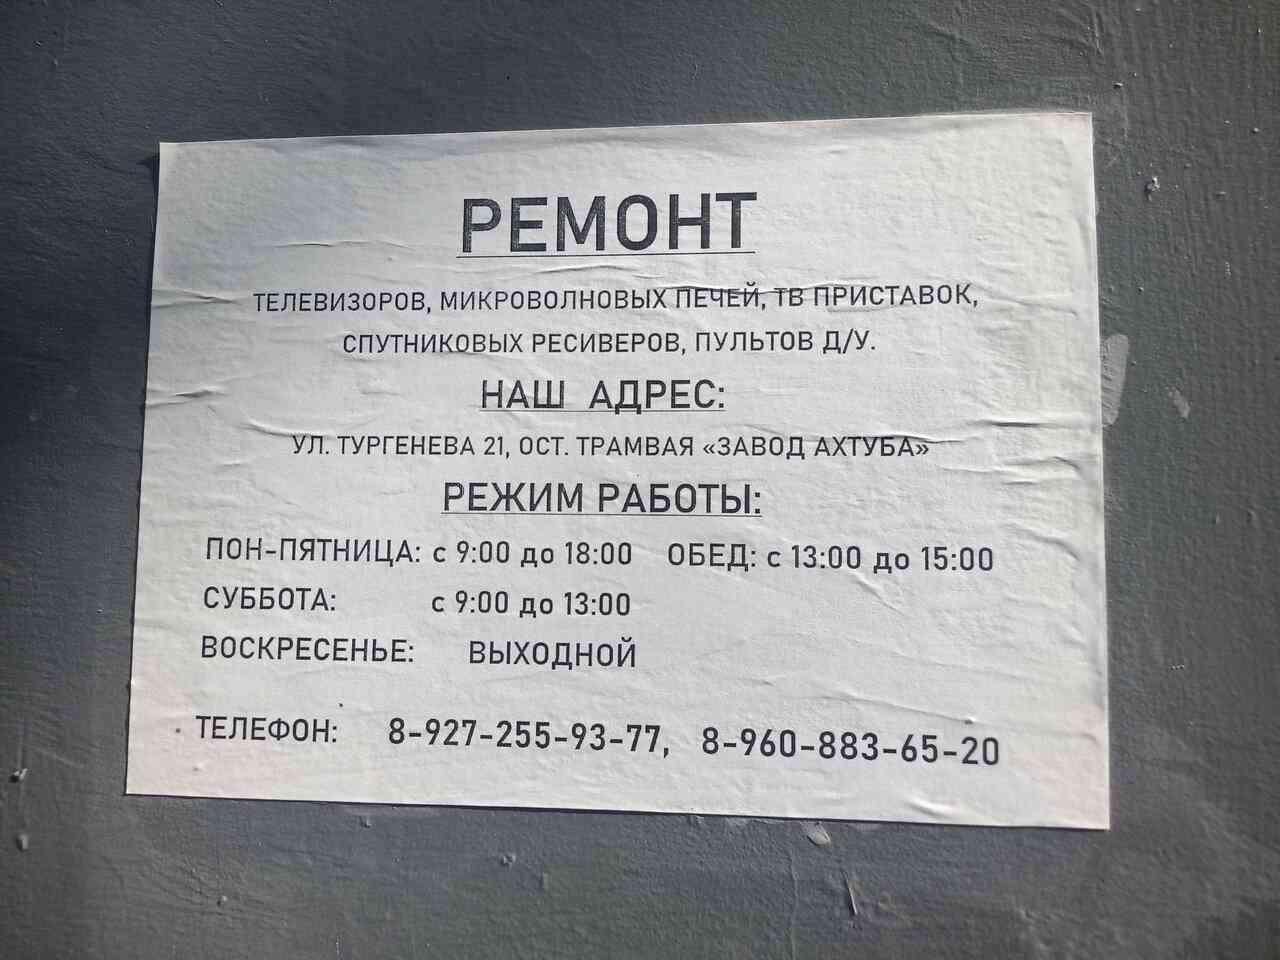 РЕМОНТ
ТЕЛЕВИЗОРОВ, МИКРОВОЛНОВЫХ ПЕЧЕЙ, ТВ ПРИСТАВОК,
СПУТНИКОВЫХ РЕСИВЕРОВ, ПУЛЬТОВ Д/У.
НАШ АДРЕС:
УЛ. ТУРГЕНЕВА 21, ОСТ. ТРАМВАЯ «ЗАВОД АХТУБА»
РЕЖИМ РАБОТЫ:
ПОН-ПЯТНИЦА: с 9:00 до 18:00 ОБЕД: с 13:00 до 15:00
СУББОТА: с 9:00 до 13:00
ВОСКРЕСЕНЬЕ: ВЫХОДНОЙ
ТЕЛЕФОН: 8-927-255-93-77, 8-960-883-65-20